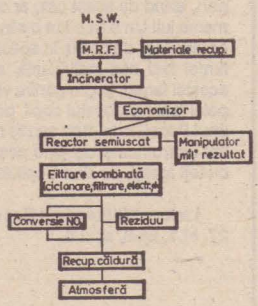 M.S.W.
M.R.F. Materiale recup.
Incinerator
Economizor
Reactor semiuscat Manipulator
„mîl” rezultat
Filtrare combinată
(ciclonare, filtrare, electr.,
Conversie NOx Reziduu
Recup. căldură
Atmosferă